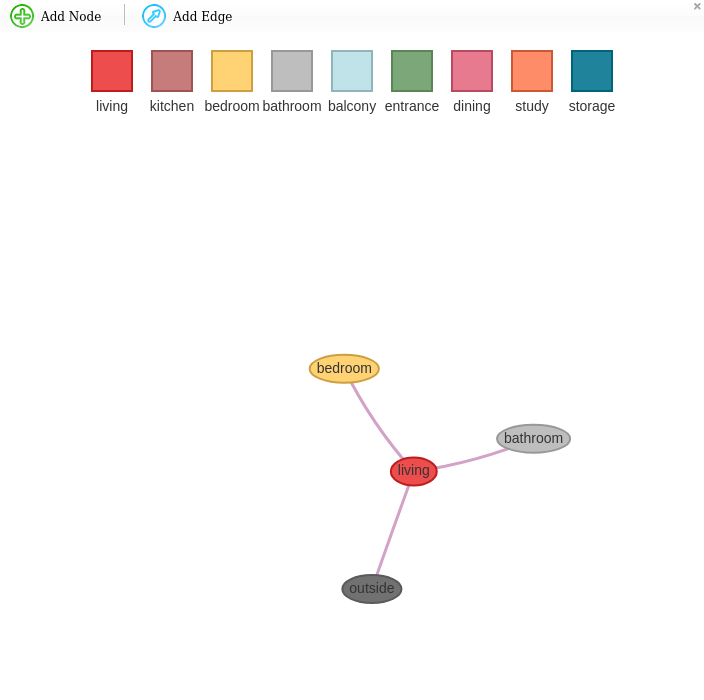 Add Node Add Edge
living kitchen bedroom bathroom balcony entrance dining study storage
bedroom
bathroom
living
outside